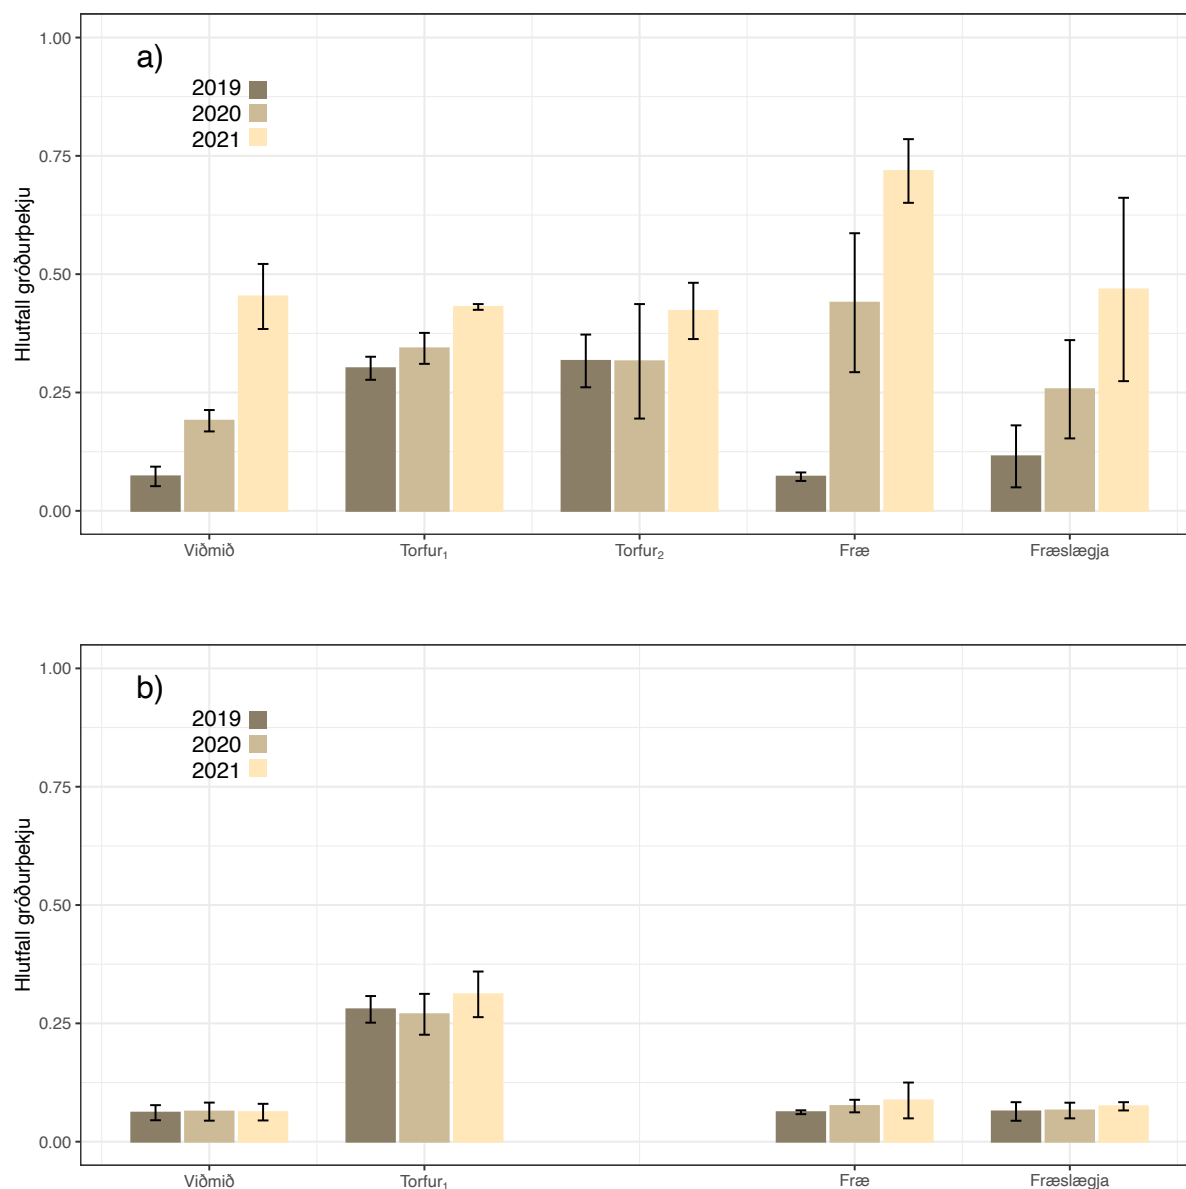 a)
2019
2020
2021
1.00
0.75
0.50
0.25
0.00
Hlutfall gróðurþekju
Viðmið Torfur₁ Torfur₂ Fræ Fræslægja
b)
2019
2020
2021
1.00
0.75
0.50
0.25
0.00
Hlutfall gróðurþekju
Viðmið Torfur₁ Fræ Fræslægja